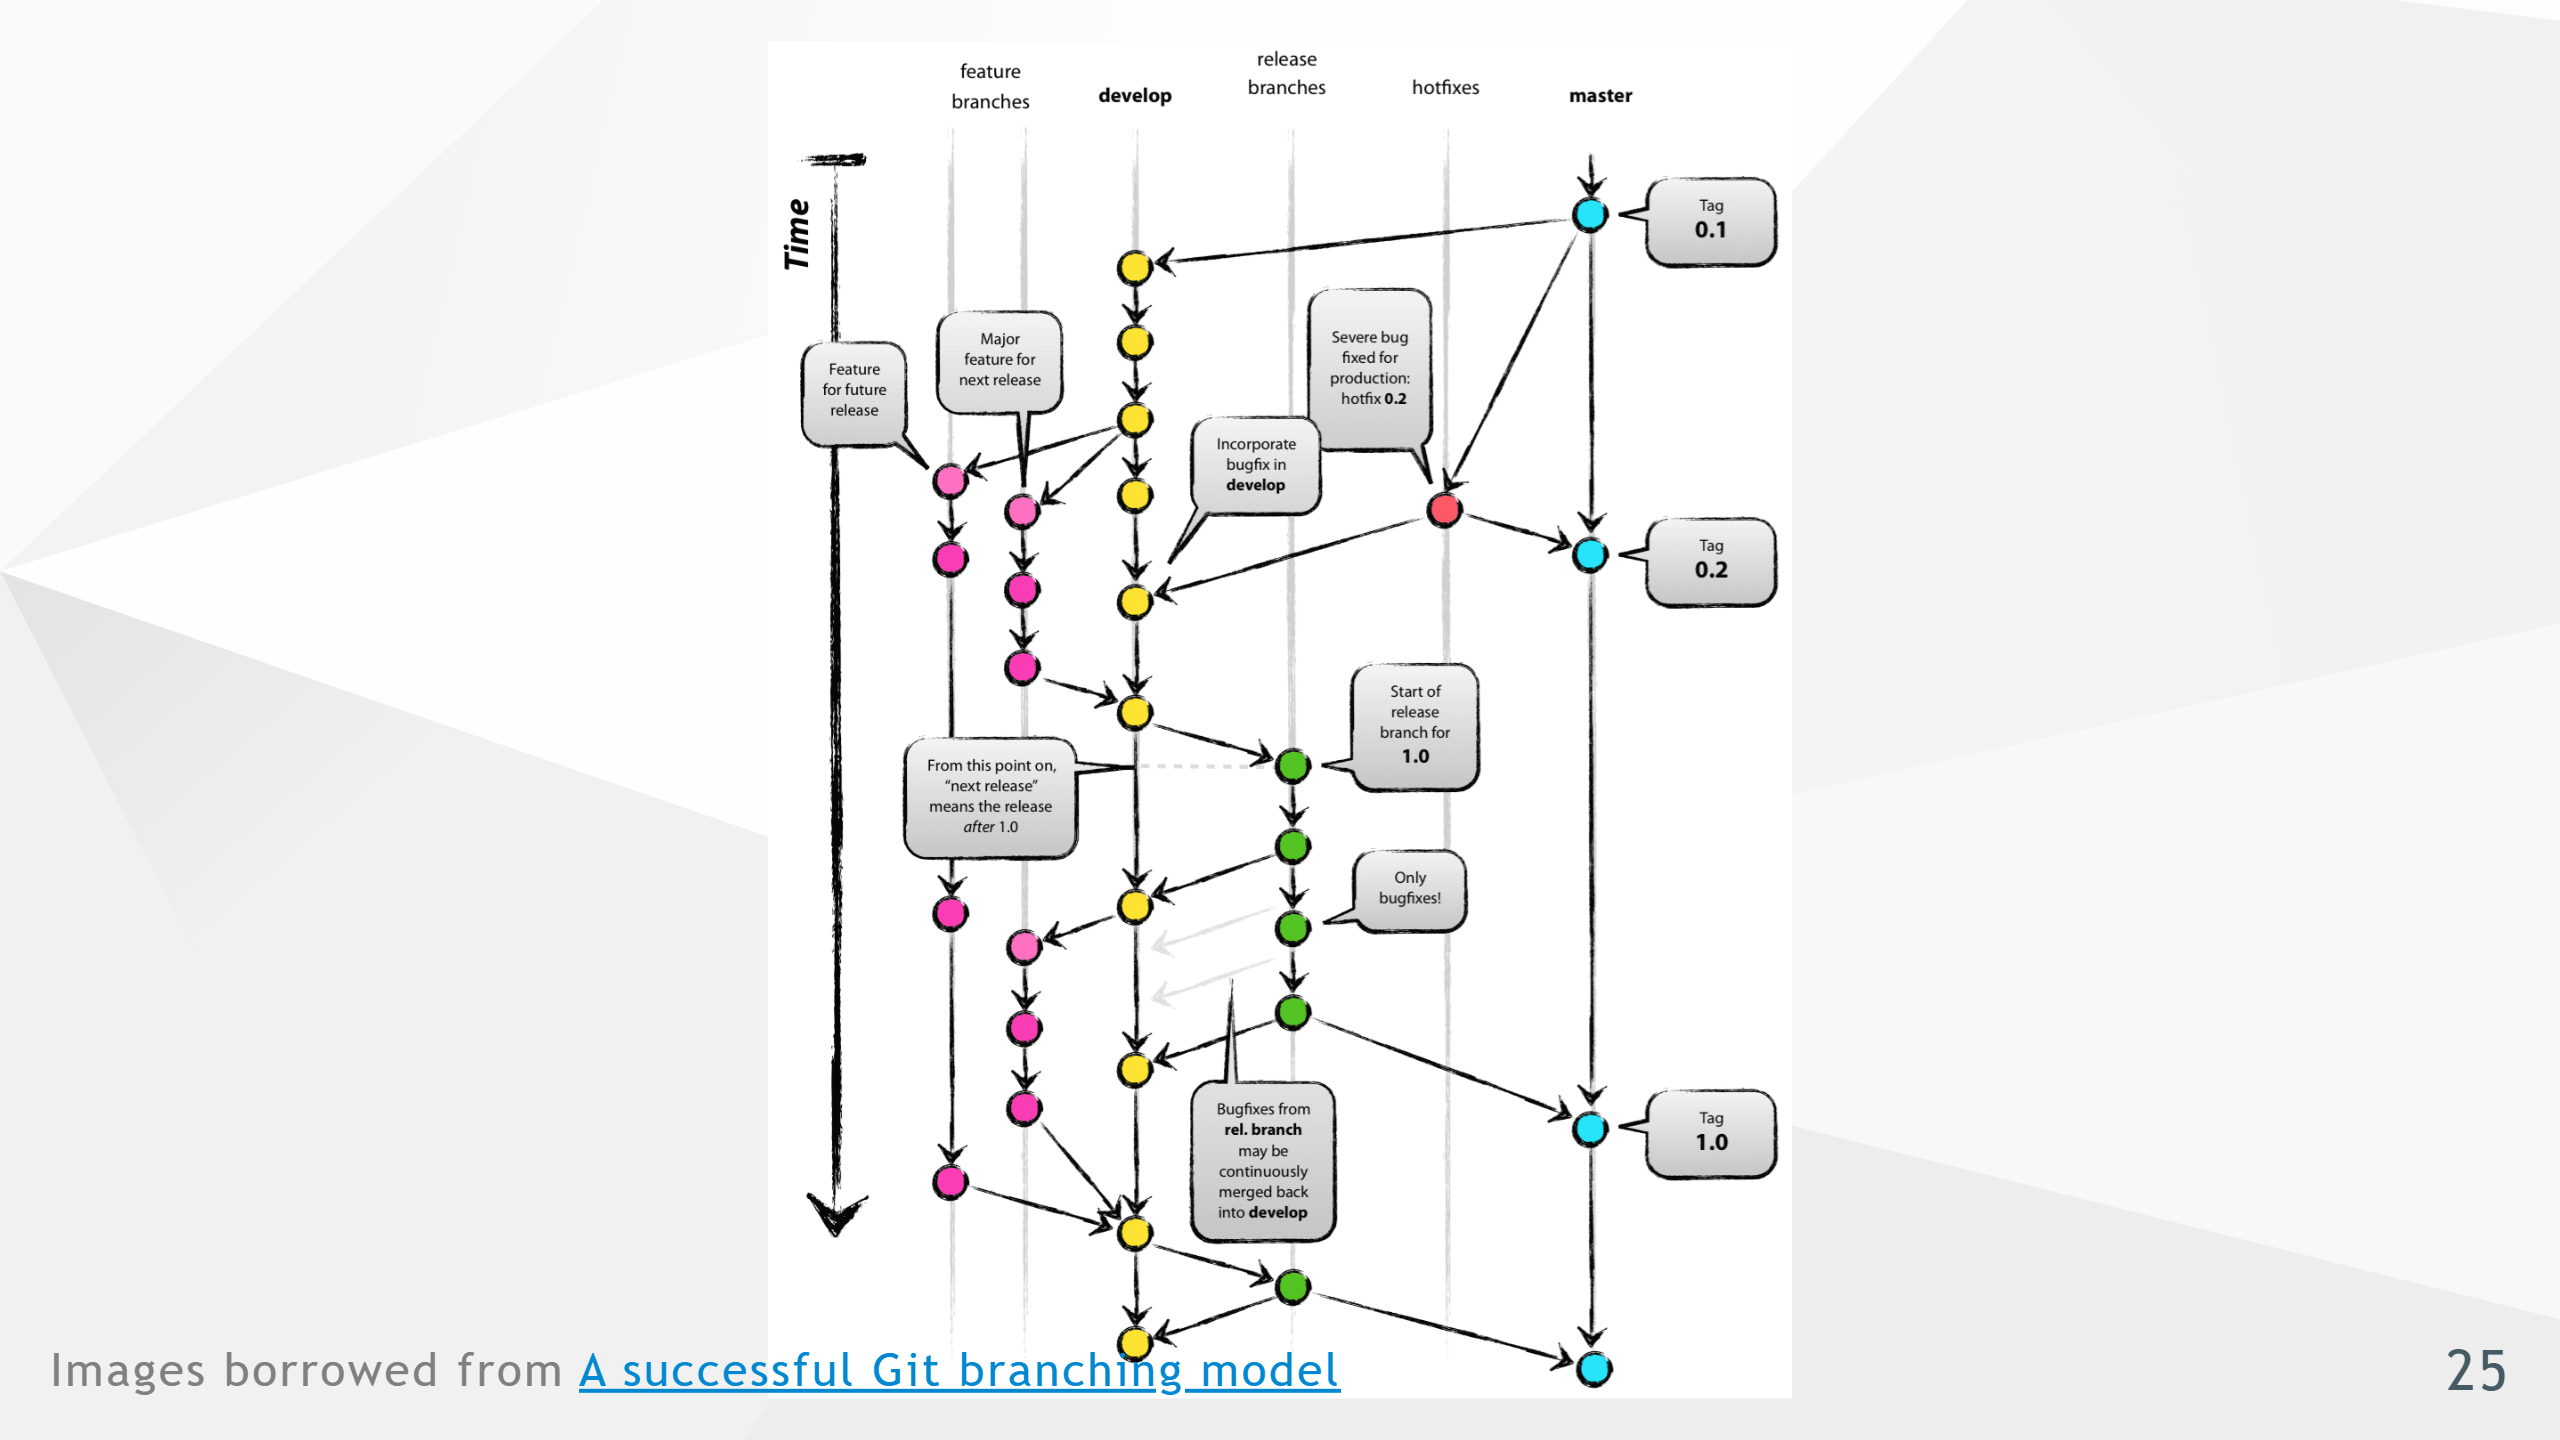 feature
branches
develop
release
branches
hotfixes
master
Time
Tag
0.1
Feature
for future
release
Major
feature for
next release
Severe bug
fixed for
production:
hotfix 0.2
Incorporate
bugfix in
develop
Tag
0.2
Start of
release
branch for
1.0
From this point on,
“next release”
means the release
after 1.0
Only
bugfixes!
Bugfixes from
rel. branch
may be
continuously
merged back
into develop
Tag
1.0
Images borrowed from A successful Git branching model
25